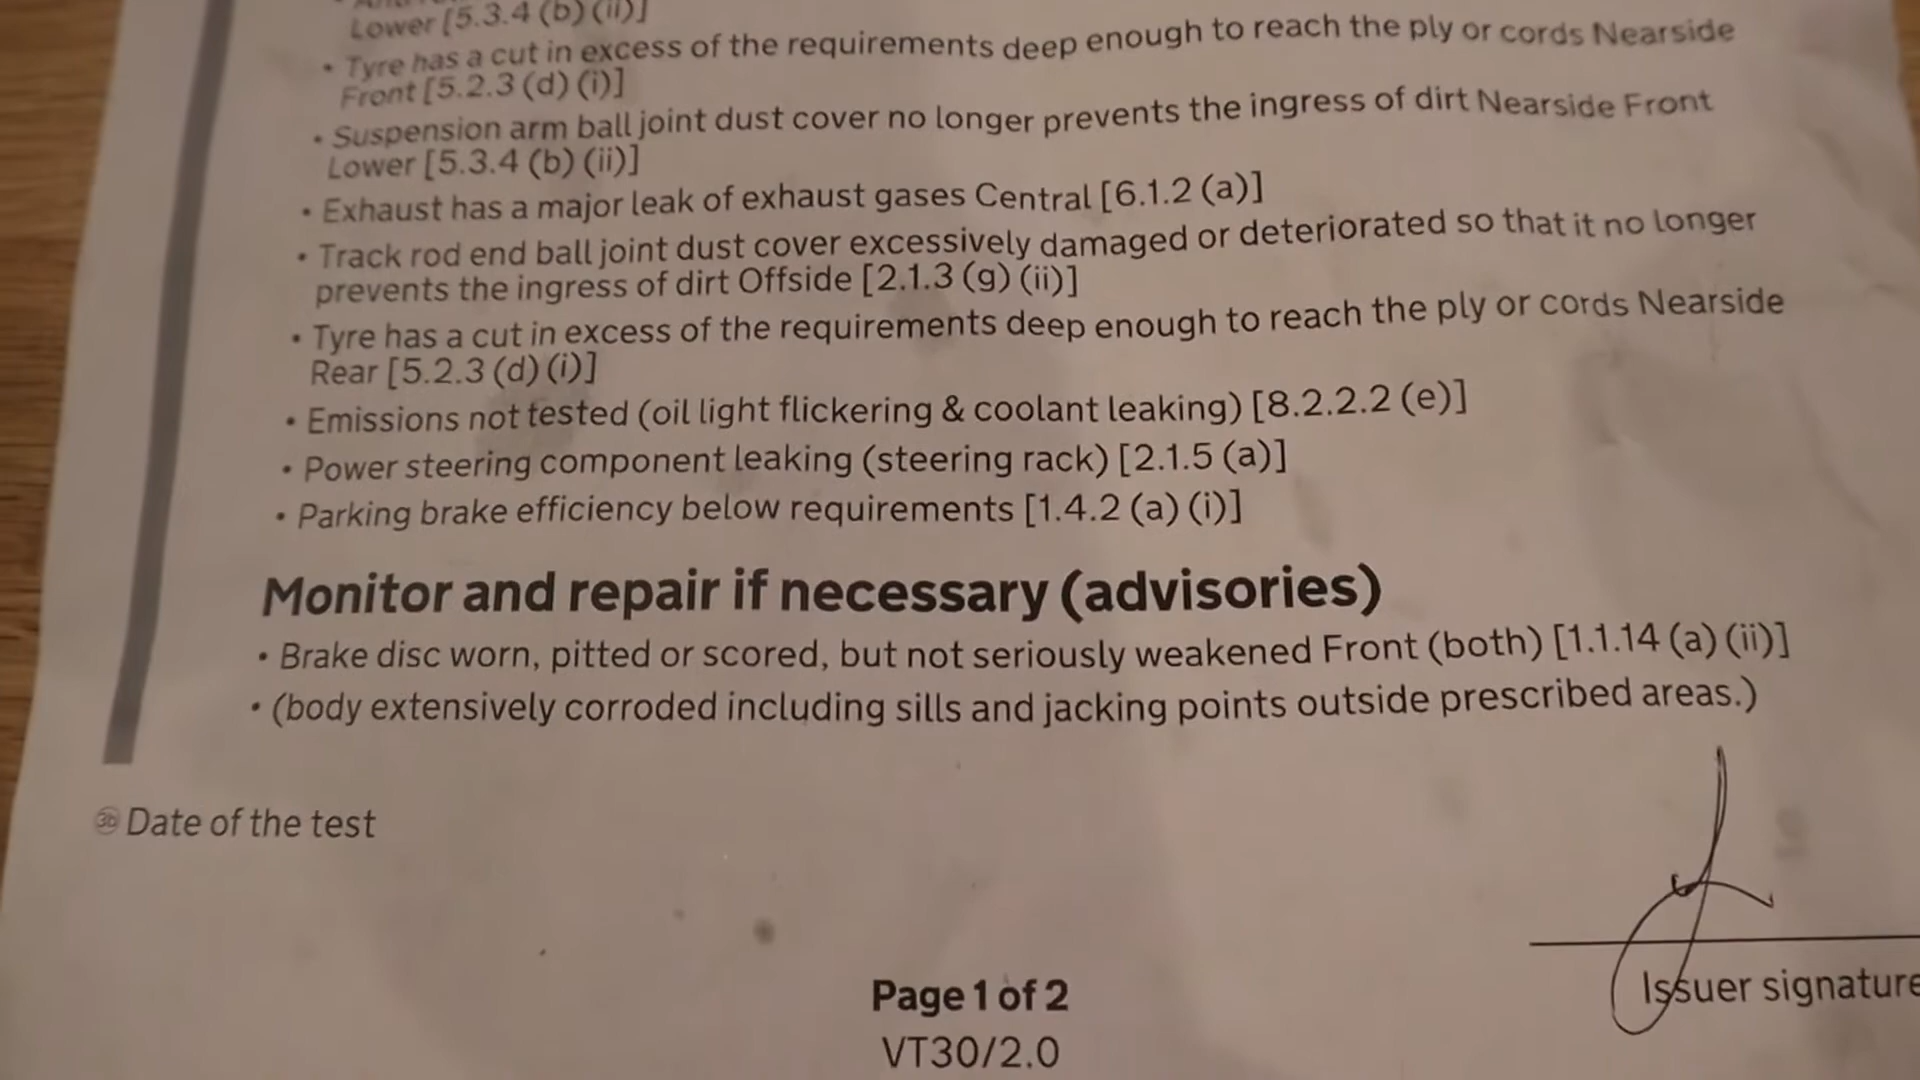 Lower [5.3.4 (b) (ii)]
• Tyre has a cut in excess of the requirements deep enough to reach the ply or cords Nearside
Front [5.2.3 (d) (i)]
• Suspension arm ball joint dust cover no longer prevents the ingress of dirt Nearside Front
Lower [5.3.4 (b) (ii)]
• Exhaust has a major leak of exhaust gases Central [6.1.2 (a)]
• Track rod end ball joint dust cover excessively damaged or deteriorated so that it no longer
prevents the ingress of dirt Offside [2.1.3 (g) (ii)]
• Tyre has a cut in excess of the requirements deep enough to reach the ply or cords Nearside
Rear [5.2.3 (d) (i)]
• Emissions not tested (oil light flickering & coolant leaking) [8.2.2.2 (e)]
• Power steering component leaking (steering rack) [2.1.5 (a)]
• Parking brake efficiency below requirements [1.4.2 (a) (i)]
Monitor and repair if necessary (advisories)
• Brake disc worn, pitted or scored, but not seriously weakened Front (both) [1.1.14 (a) (ii)]
• (body extensively corroded including sills and jacking points outside prescribed areas.)
3b Date of the test
Issuer signature
Page 1 of 2
VT30/2.0